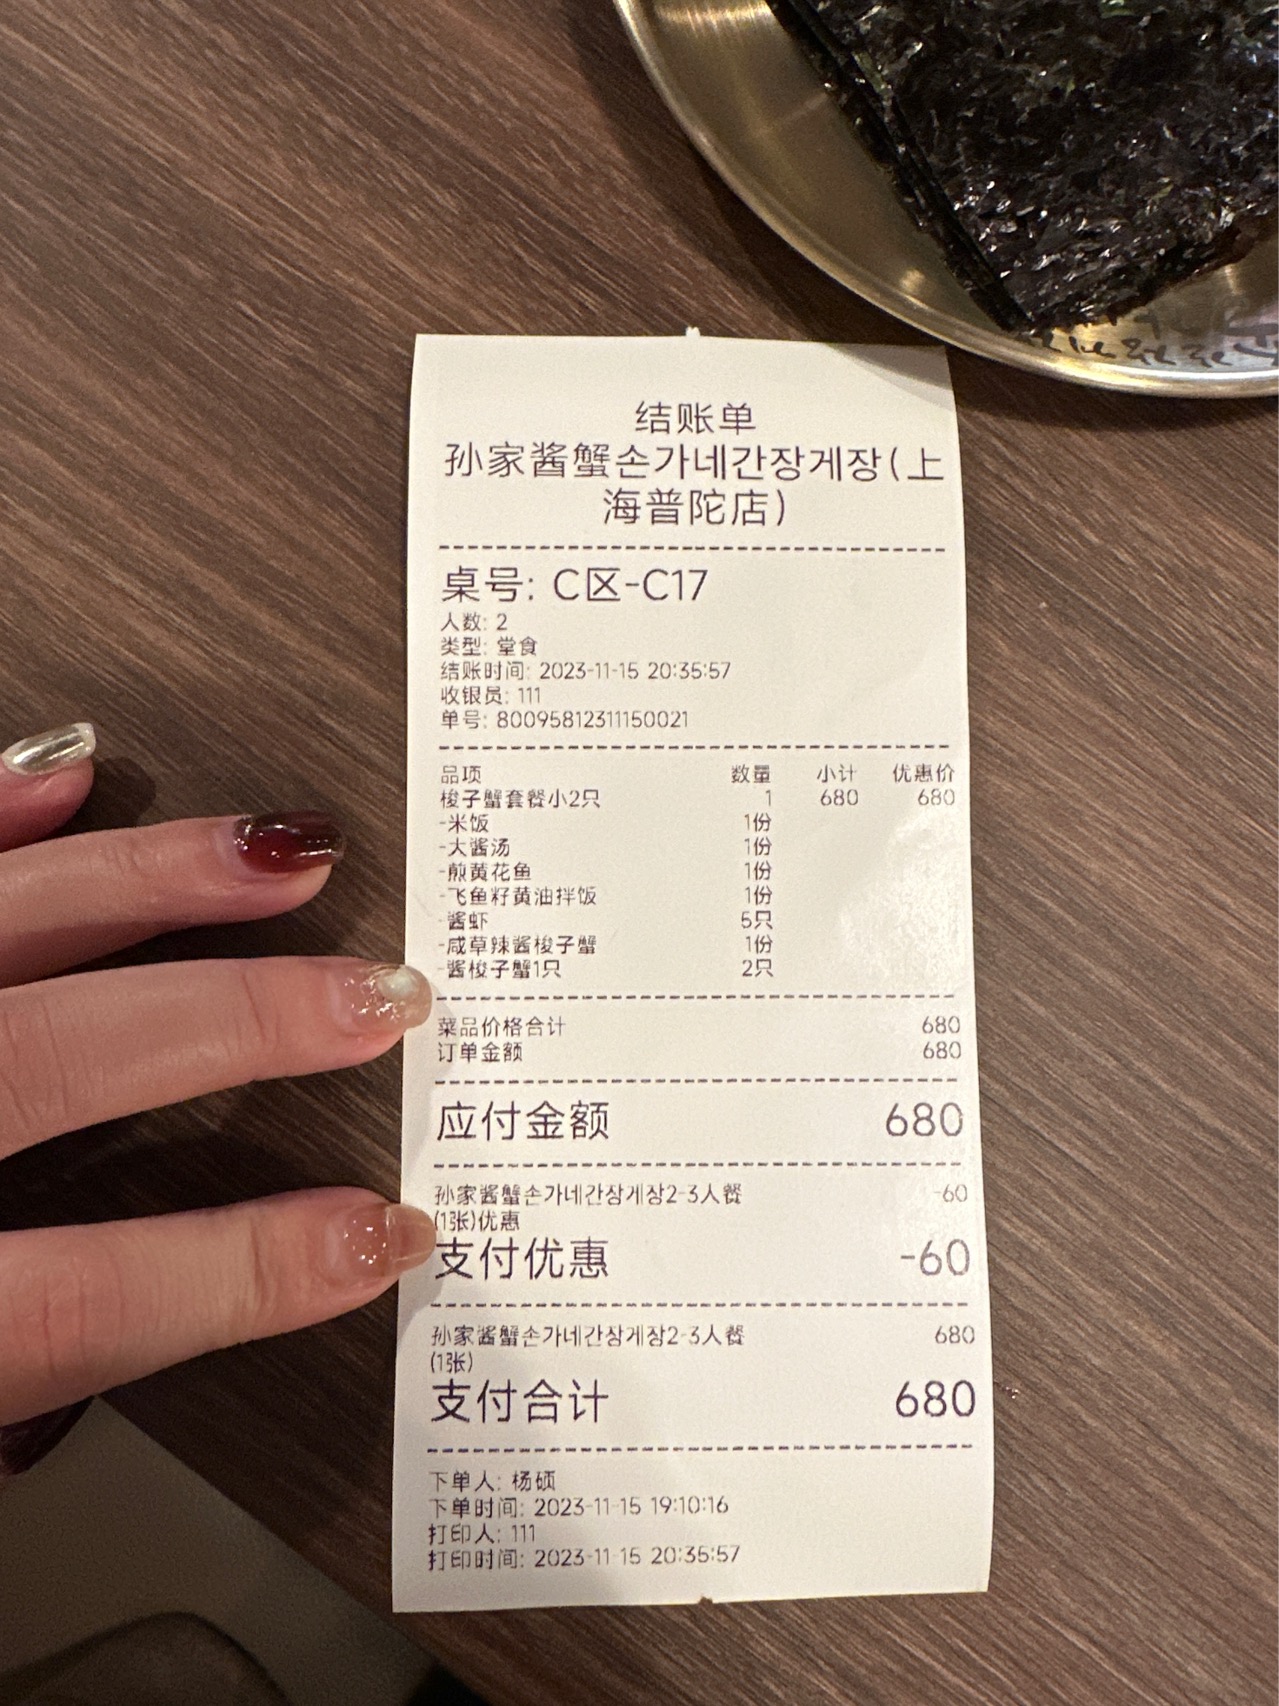 结账单
孙家酱蟹손가네간장게장(上
海普陀店)
桌号: C区-C17
人数: 2
类型: 堂食
结账时间: 2023-11-15 20:35:57
收银员: 111
单号: 80095812311150021
品项 数量 小计 优惠价
梭子蟹套餐小2只 1 680 680
-米饭 1份
-大酱汤 1份
-煎黄花鱼 1份
-飞鱼籽黄油拌饭 1份
-酱虾 5只
-咸草辣酱梭子蟹 1份
-酱梭子蟹1只 2只
菜品价格合计 680
订单金额 680
应付金额 680
孙家酱蟹손가네간장게장2-3人餐 -60
(1张)优惠
支付优惠 -60
孙家酱蟹손가네간장게장2-3人餐 680
(1张)
支付合计 680
下单人: 杨硕
下单时间: 2023-11-15 19:10:16
打印人: 111
打印时间: 2023-11-15 20:35:57